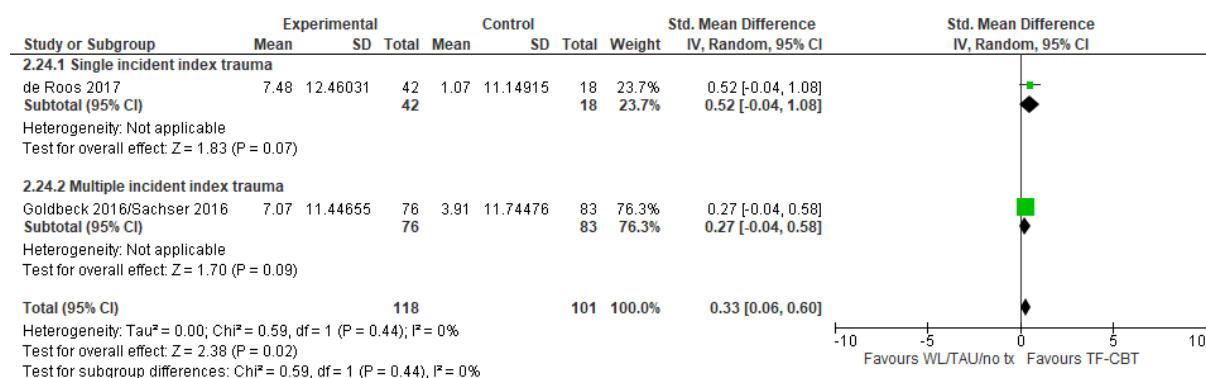 Experimental Control Std. Mean Difference Std. Mean Difference
Study or Subgroup Mean SD Total Mean SD Total Weight IV, Random, 95% CI IV, Random, 95% CI
2.24.1 Single incident index trauma
de Roos 2017 7.48 12.46031 42 1.07 11.14915 18 23.7% 0.52 [-0.04, 1.08]
Subtotal (95% CI) 42 18 23.7% 0.52 [-0.04, 1.08]
Heterogeneity: Not applicable
Test for overall effect: Z = 1.83 (P = 0.07)
2.24.2 Multiple incident index trauma
Goldbeck 2016/Sachser 2016 7.07 11.44655 76 3.91 11.74476 83 76.3% 0.27 [-0.04, 0.58]
Subtotal (95% CI) 76 83 76.3% 0.27 [-0.04, 0.58]
Heterogeneity: Not applicable
Test for overall effect: Z = 1.70 (P = 0.09)
Total (95% CI) 118 101 100.0% 0.33 [0.06, 0.60]
Heterogeneity: Tau² = 0.00; Chi² = 0.59, df = 1 (P = 0.44); I² = 0%
Test for overall effect: Z = 2.38 (P = 0.02)
Test for subgroup differences: Chi² = 0.59, df = 1 (P = 0.44), I² = 0%
-10 -5 0 5 10
Favours WL/TAU/no tx Favours TF-CBT